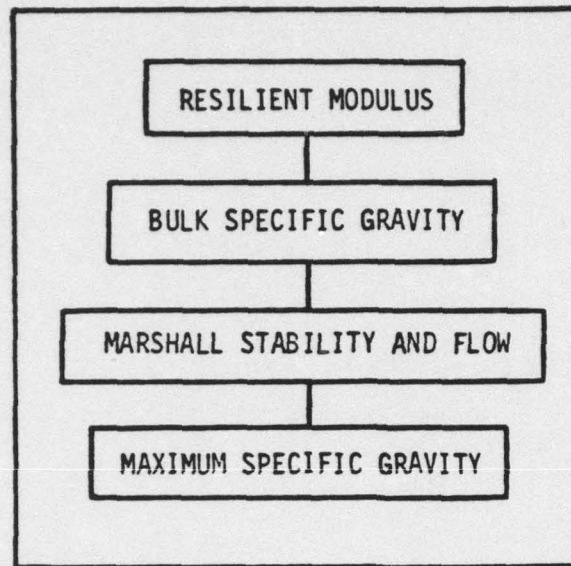 RESILIENT MODULUS
BULK SPECIFIC GRAVITY
MARSHALL STABILITY AND FLOW
MAXIMUM SPECIFIC GRAVITY